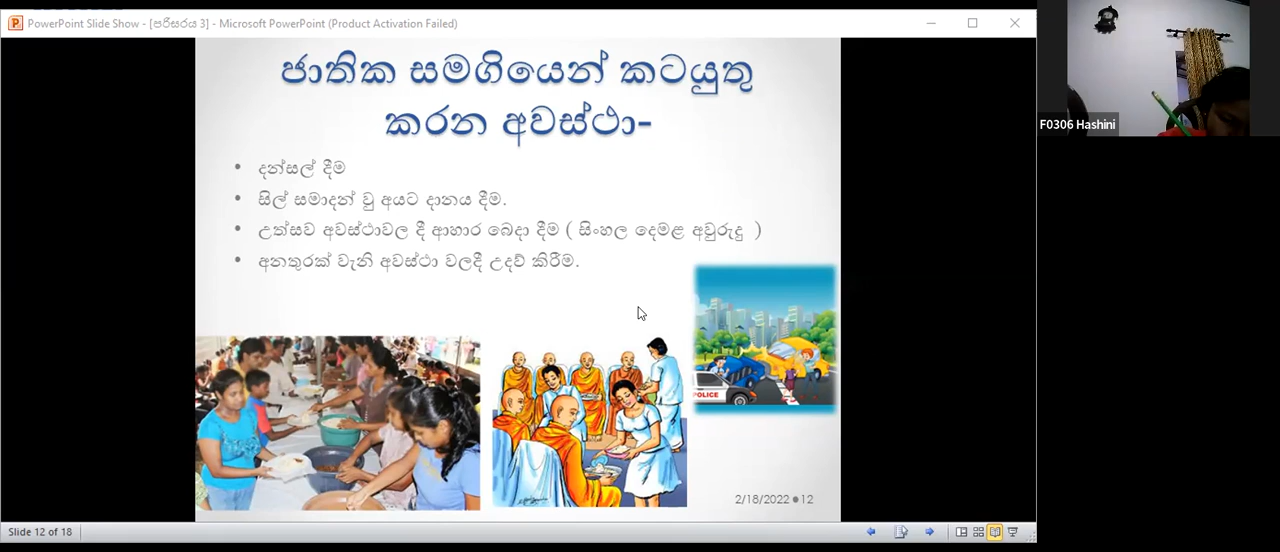 PowerPoint Slide Show - [පරිසරය 3] - Microsoft PowerPoint (Product Activation Failed)
ජාතික සමගියෙන් කටයුතු
කරන අවස්ථා-
• දන්සල් දීම
• සිල් සමාදන් වු අයට දානය දීම.
• උත්සව අවස්ථාවල දී ආහාර බෙදා දීම ( සිංහල දෙමළ අවුරුදු )
• අනතුරක් වැනි අවස්ථා වලදී උදව් කිරීම.
POLICE
2/18/2022 ● 12
Slide 12 of 18
F0306 Hashini